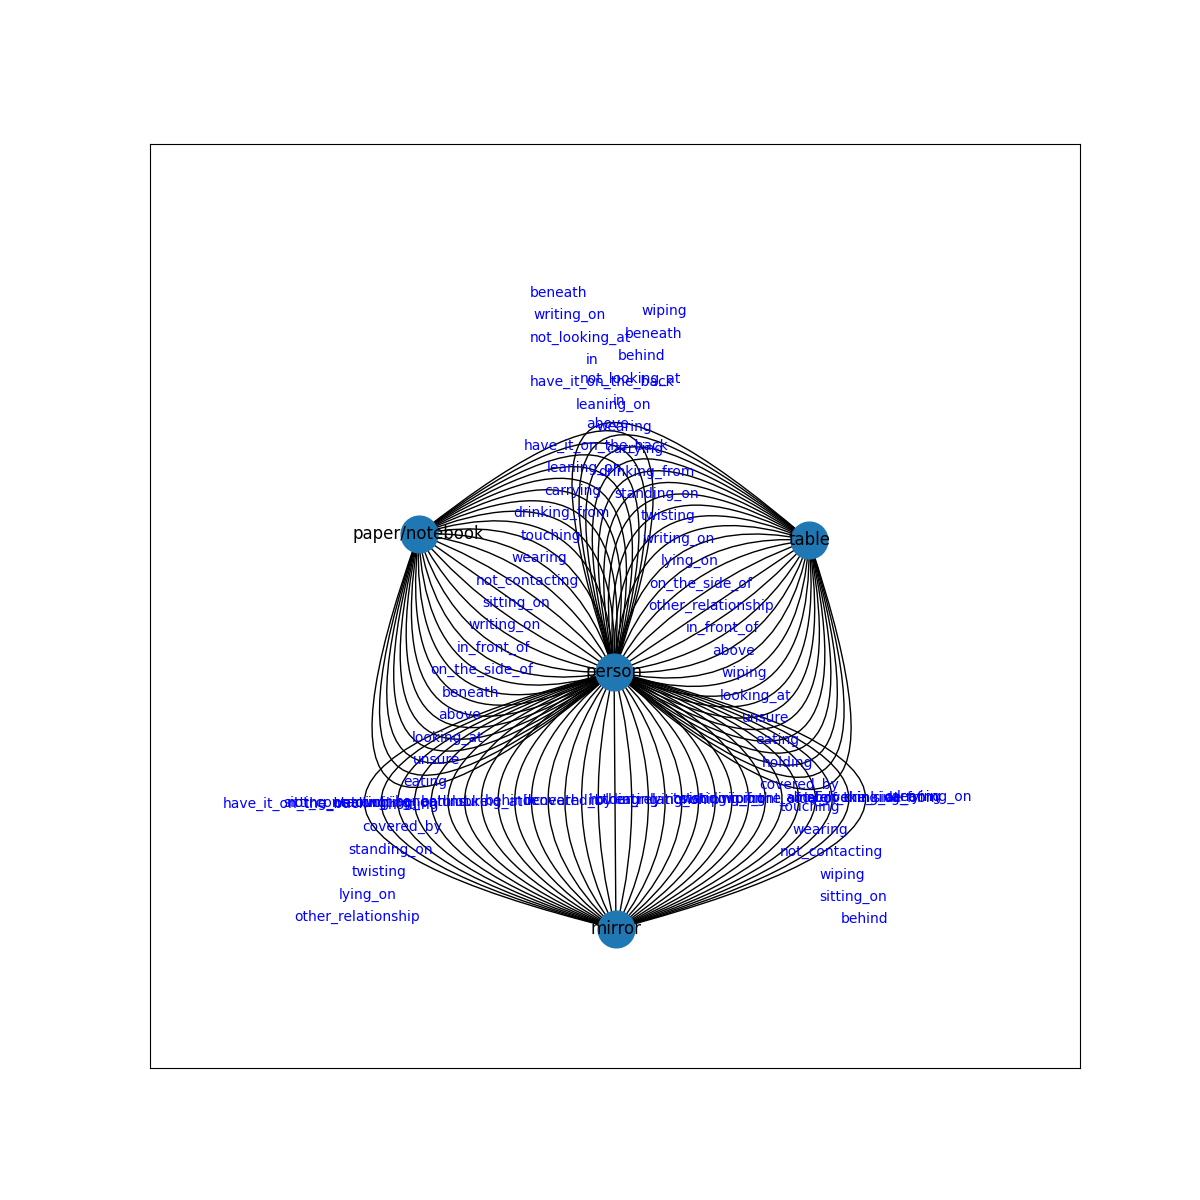 beneath
wiping
writing_on
beneath
not_looking_at
behind
in
not_looking_at
have_it_on_the_back
in
leaning_on
above
wearing
have_it_on_the_back
carrying
leaning_on
drinking_from
carrying
standing_on
drinking_from
twisting
paper/notebook
touching
writing_on
table
wearing
lying_on
not_contacting
on_the_side_of
sitting_on
other_relationship
writing_on
in_front_of
in_front_of
above
on_the_side_of
person
wiping
beneath
looking_at
above
unsure
looking_at
eating
unsure
holding
eating
covered_by
have_it_on_the_back
touching
covered_by
wearing
standing_on
not_contacting
twisting
wiping
lying_on
sitting_on
other_relationship
behind
mirror